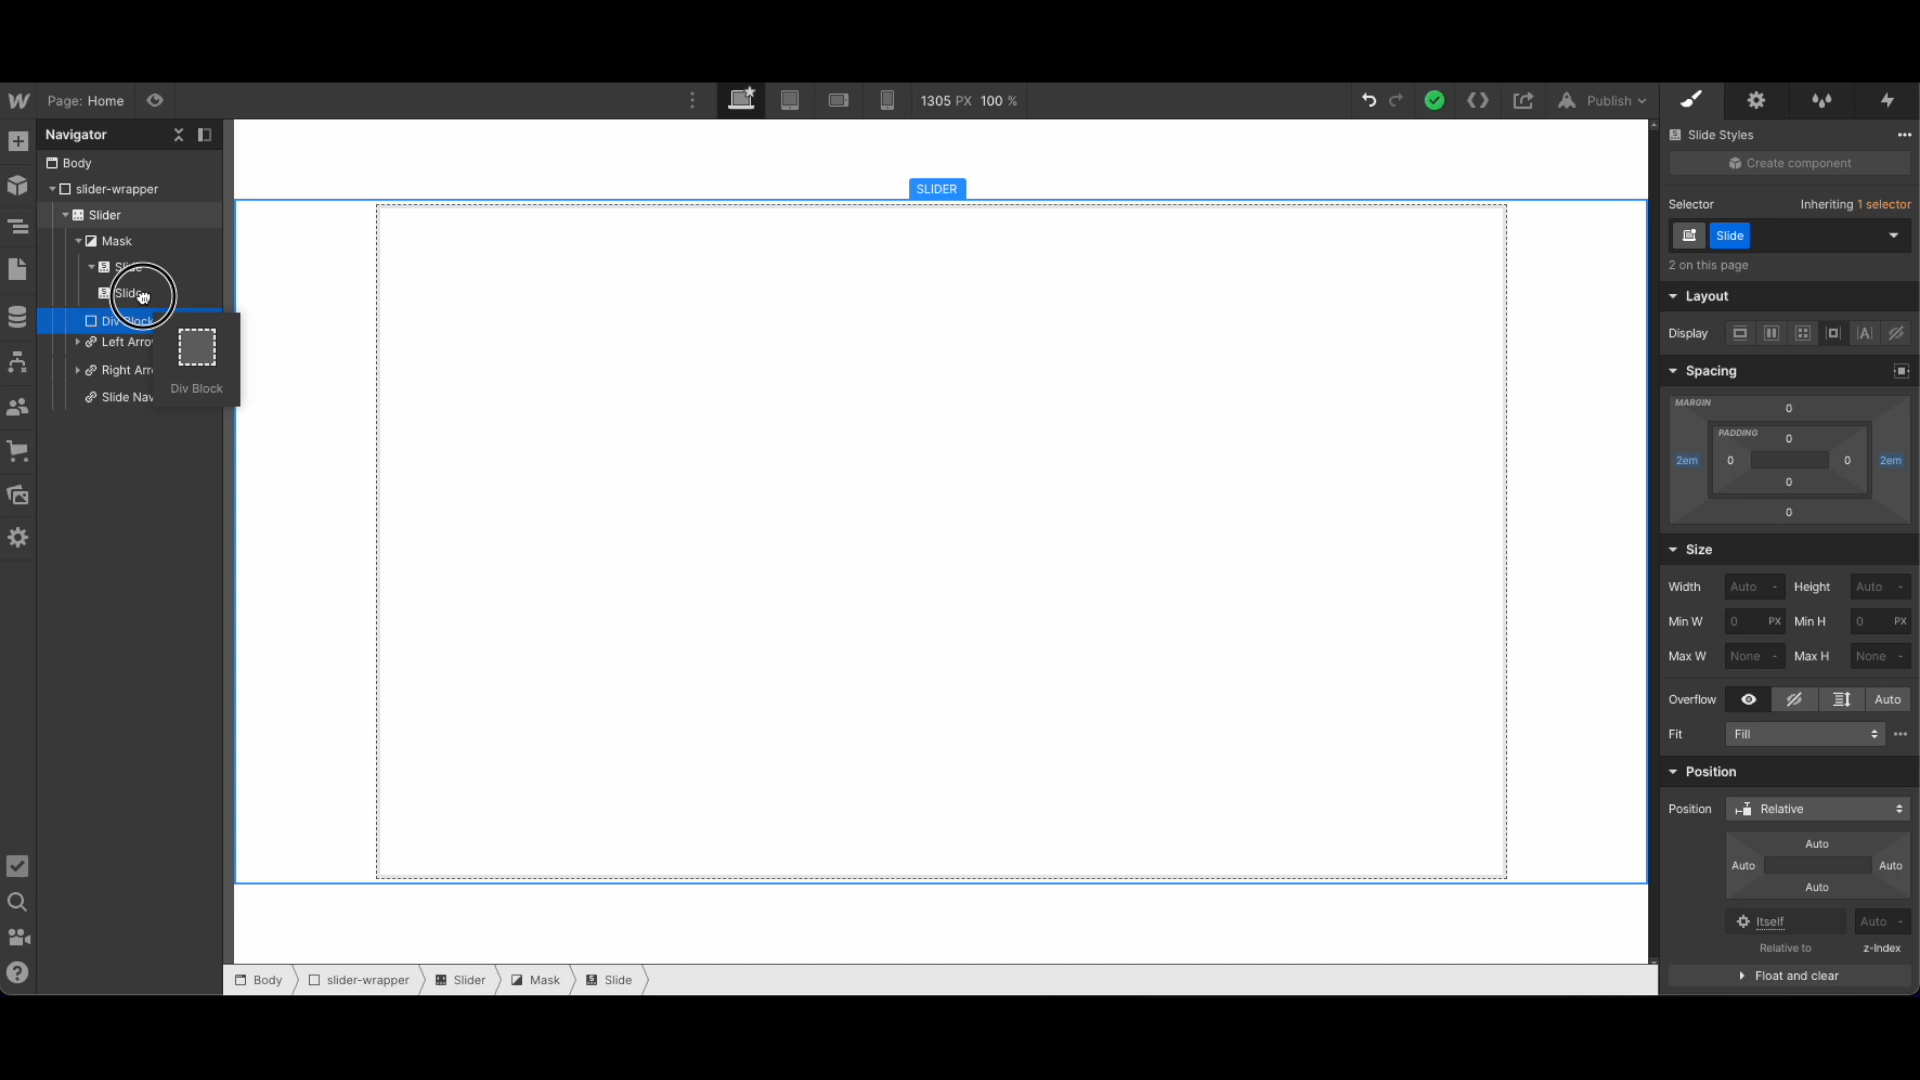 Page: Home
1305 PX 100 %
Publish
Navigator
Body
slider-wrapper
Slider
Mask
Slide
Div Block
Left Arro
Right Arr
Slide Nav
Div Block
SLIDER
Body
slider-wrapper
Slider
Mask
Slide
Slide Styles
Create component
Selector
Inheriting 1 selector
Slide
2 on this page
Layout
Display
Spacing
MARGIN
0
PADDING
0
2em
0
0
2em
0
0
Size
Width Auto - Height Auto -
Min W 0 PX Min H 0 PX
Max W None - Max H None -
Overflow Auto
Fit Fill
Position
Position Relative
Auto
Auto Auto
Auto
Itself Auto -
Relative to z-Index
Float and clear